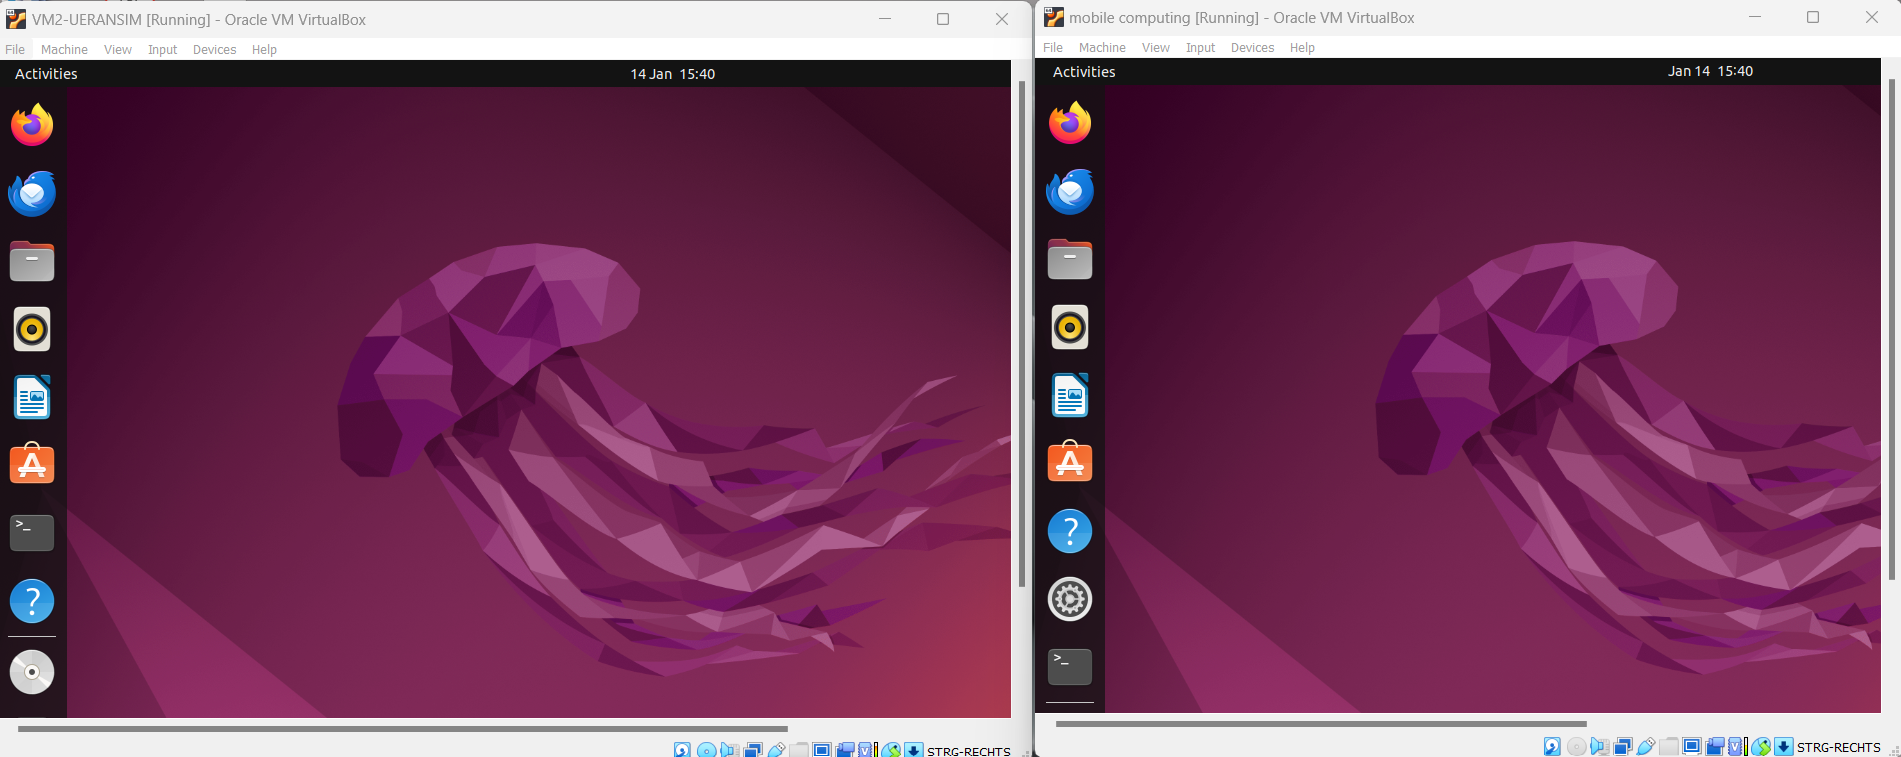 VM2-UERANSIM [Running] - Oracle VM VirtualBox
File Machine View Input Devices Help
Activities
14 Jan 15:40
>_
?
STRG-RECHTS
mobile computing [Running] - Oracle VM VirtualBox
File Machine View Input Devices Help
Activities
Jan 14 15:40
?
>_
STRG-RECHTS